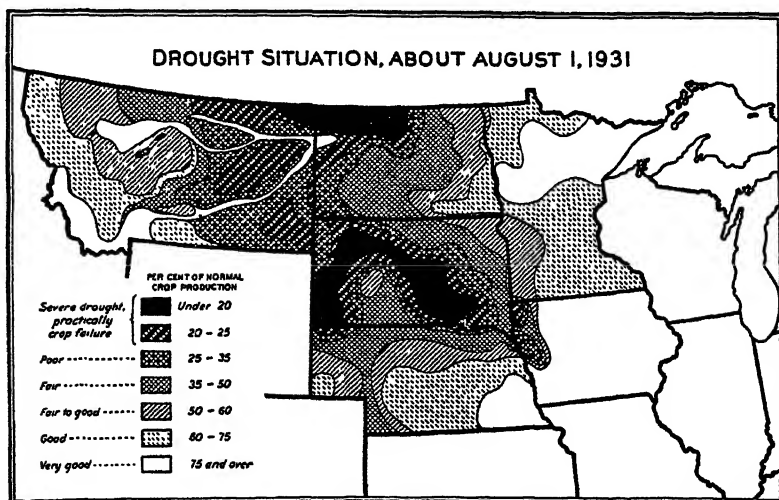 DROUGHT SITUATION, ABOUT AUGUST 1, 1931
PER CENT OF NORMAL
CROP PRODUCTION
Severe drought,
practically
crop failure
Under 20
20 - 25
Poor 25 - 35
Fair 35 - 50
Fair to good 50 - 60
Good 60 - 75
Very good 75 and over